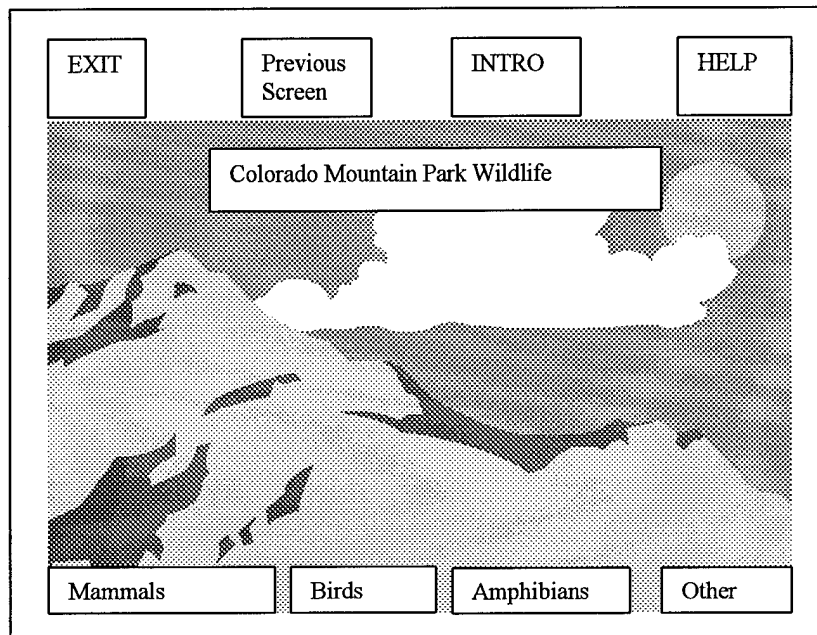 EXIT
Previous
Screen
INTRO
HELP
Colorado Mountain Park Wildlife
Mammals
Birds
Amphibians
Other